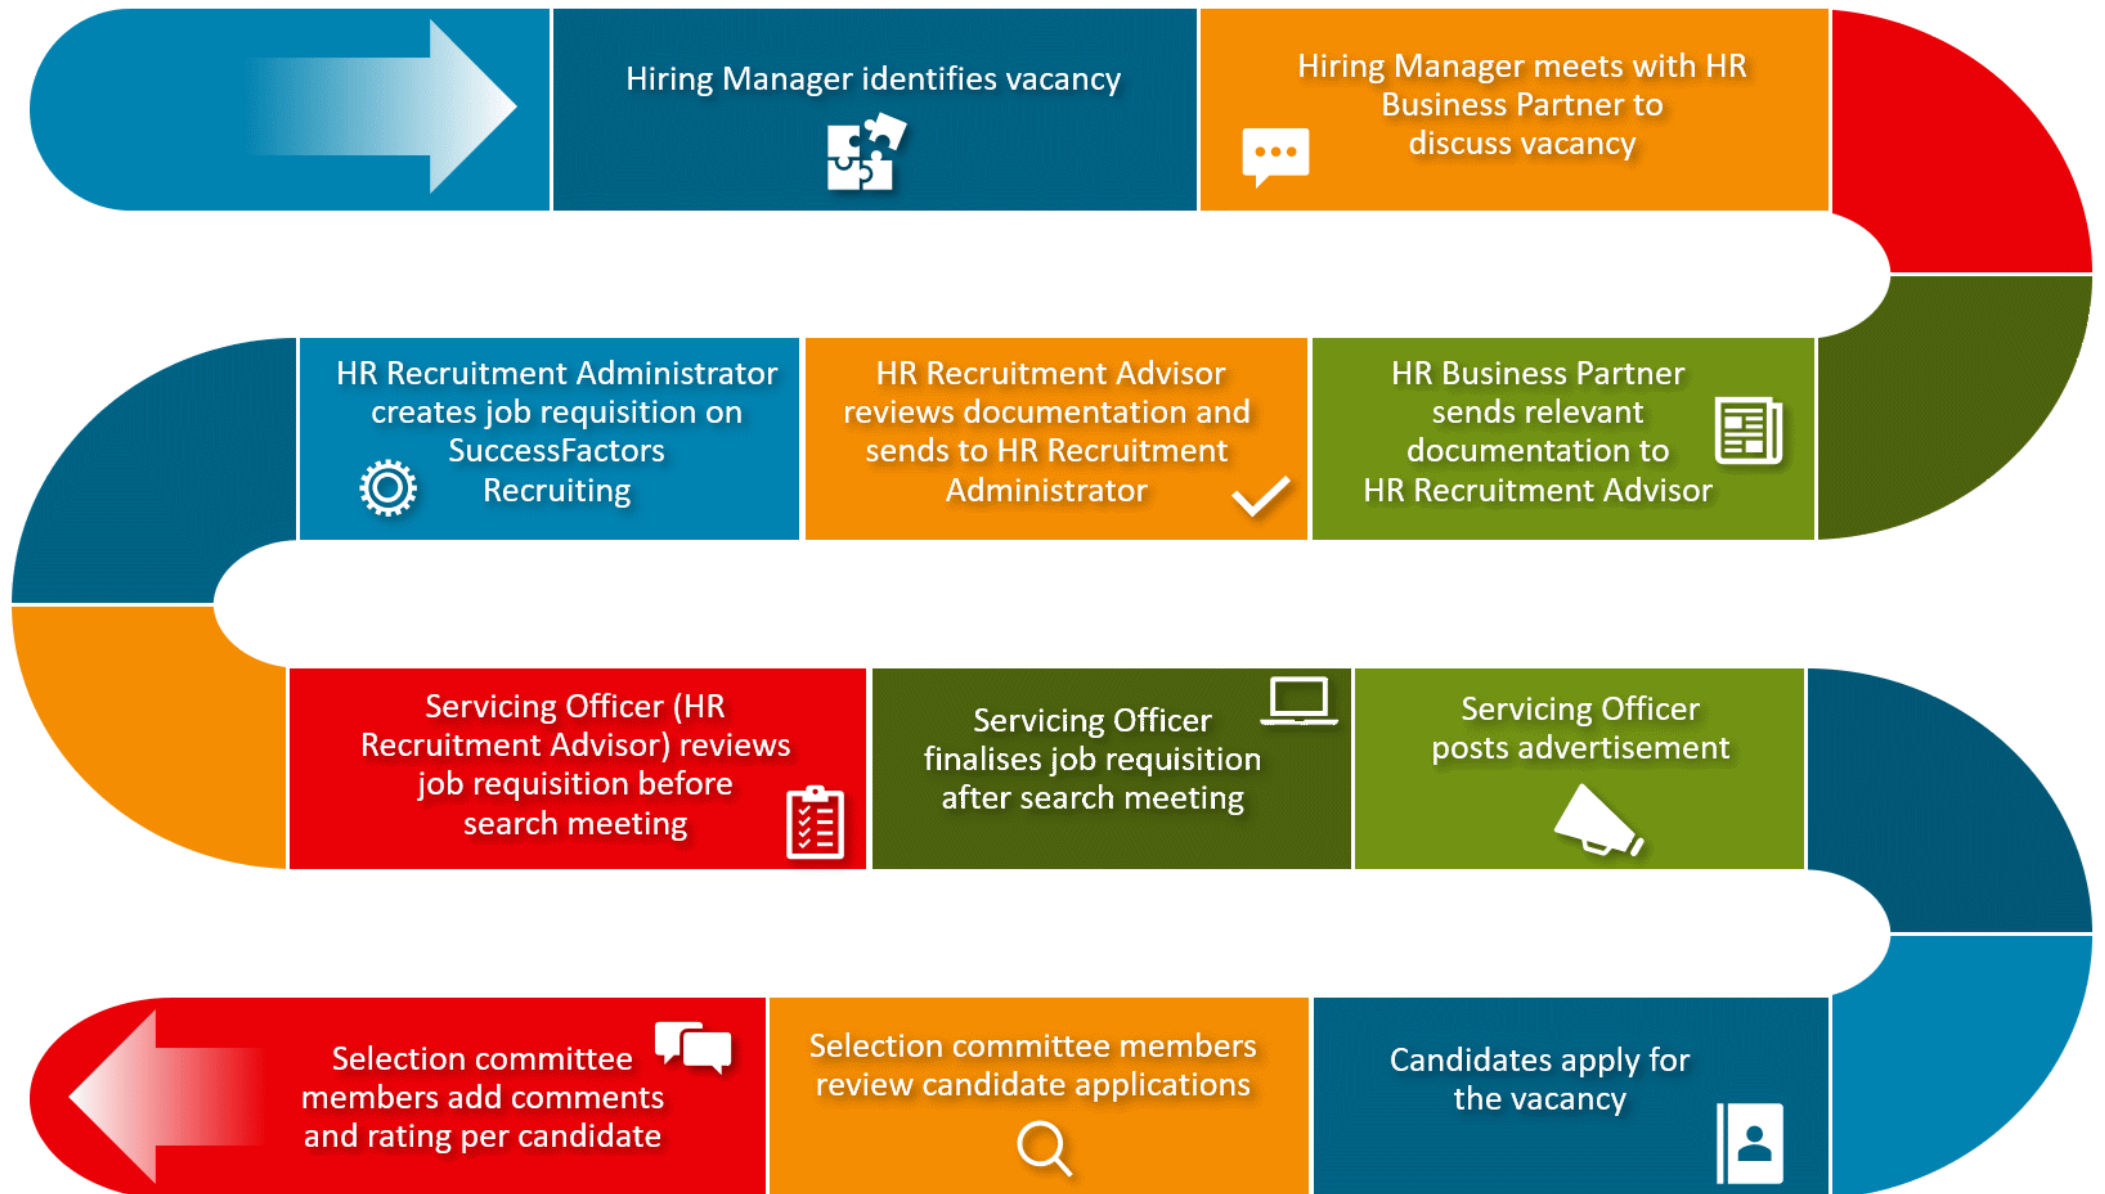 Hiring Manager identifies vacancy
Hiring Manager meets with HR
Business Partner to
discuss vacancy
HR Business Partner
sends relevant
documentation to
HR Recruitment Advisor
HR Recruitment Advisor
reviews documentation and
sends to HR Recruitment
Administrator
HR Recruitment Administrator
creates job requisition on
SuccessFactors
Recruiting
Servicing Officer (HR
Recruitment Advisor) reviews
job requisition before
search meeting
Servicing Officer
finalises job requisition
after search meeting
Servicing Officer
posts advertisement
Candidates apply for
the vacancy
Selection committee members
review candidate applications
Selection committee
members add comments
and rating per candidate